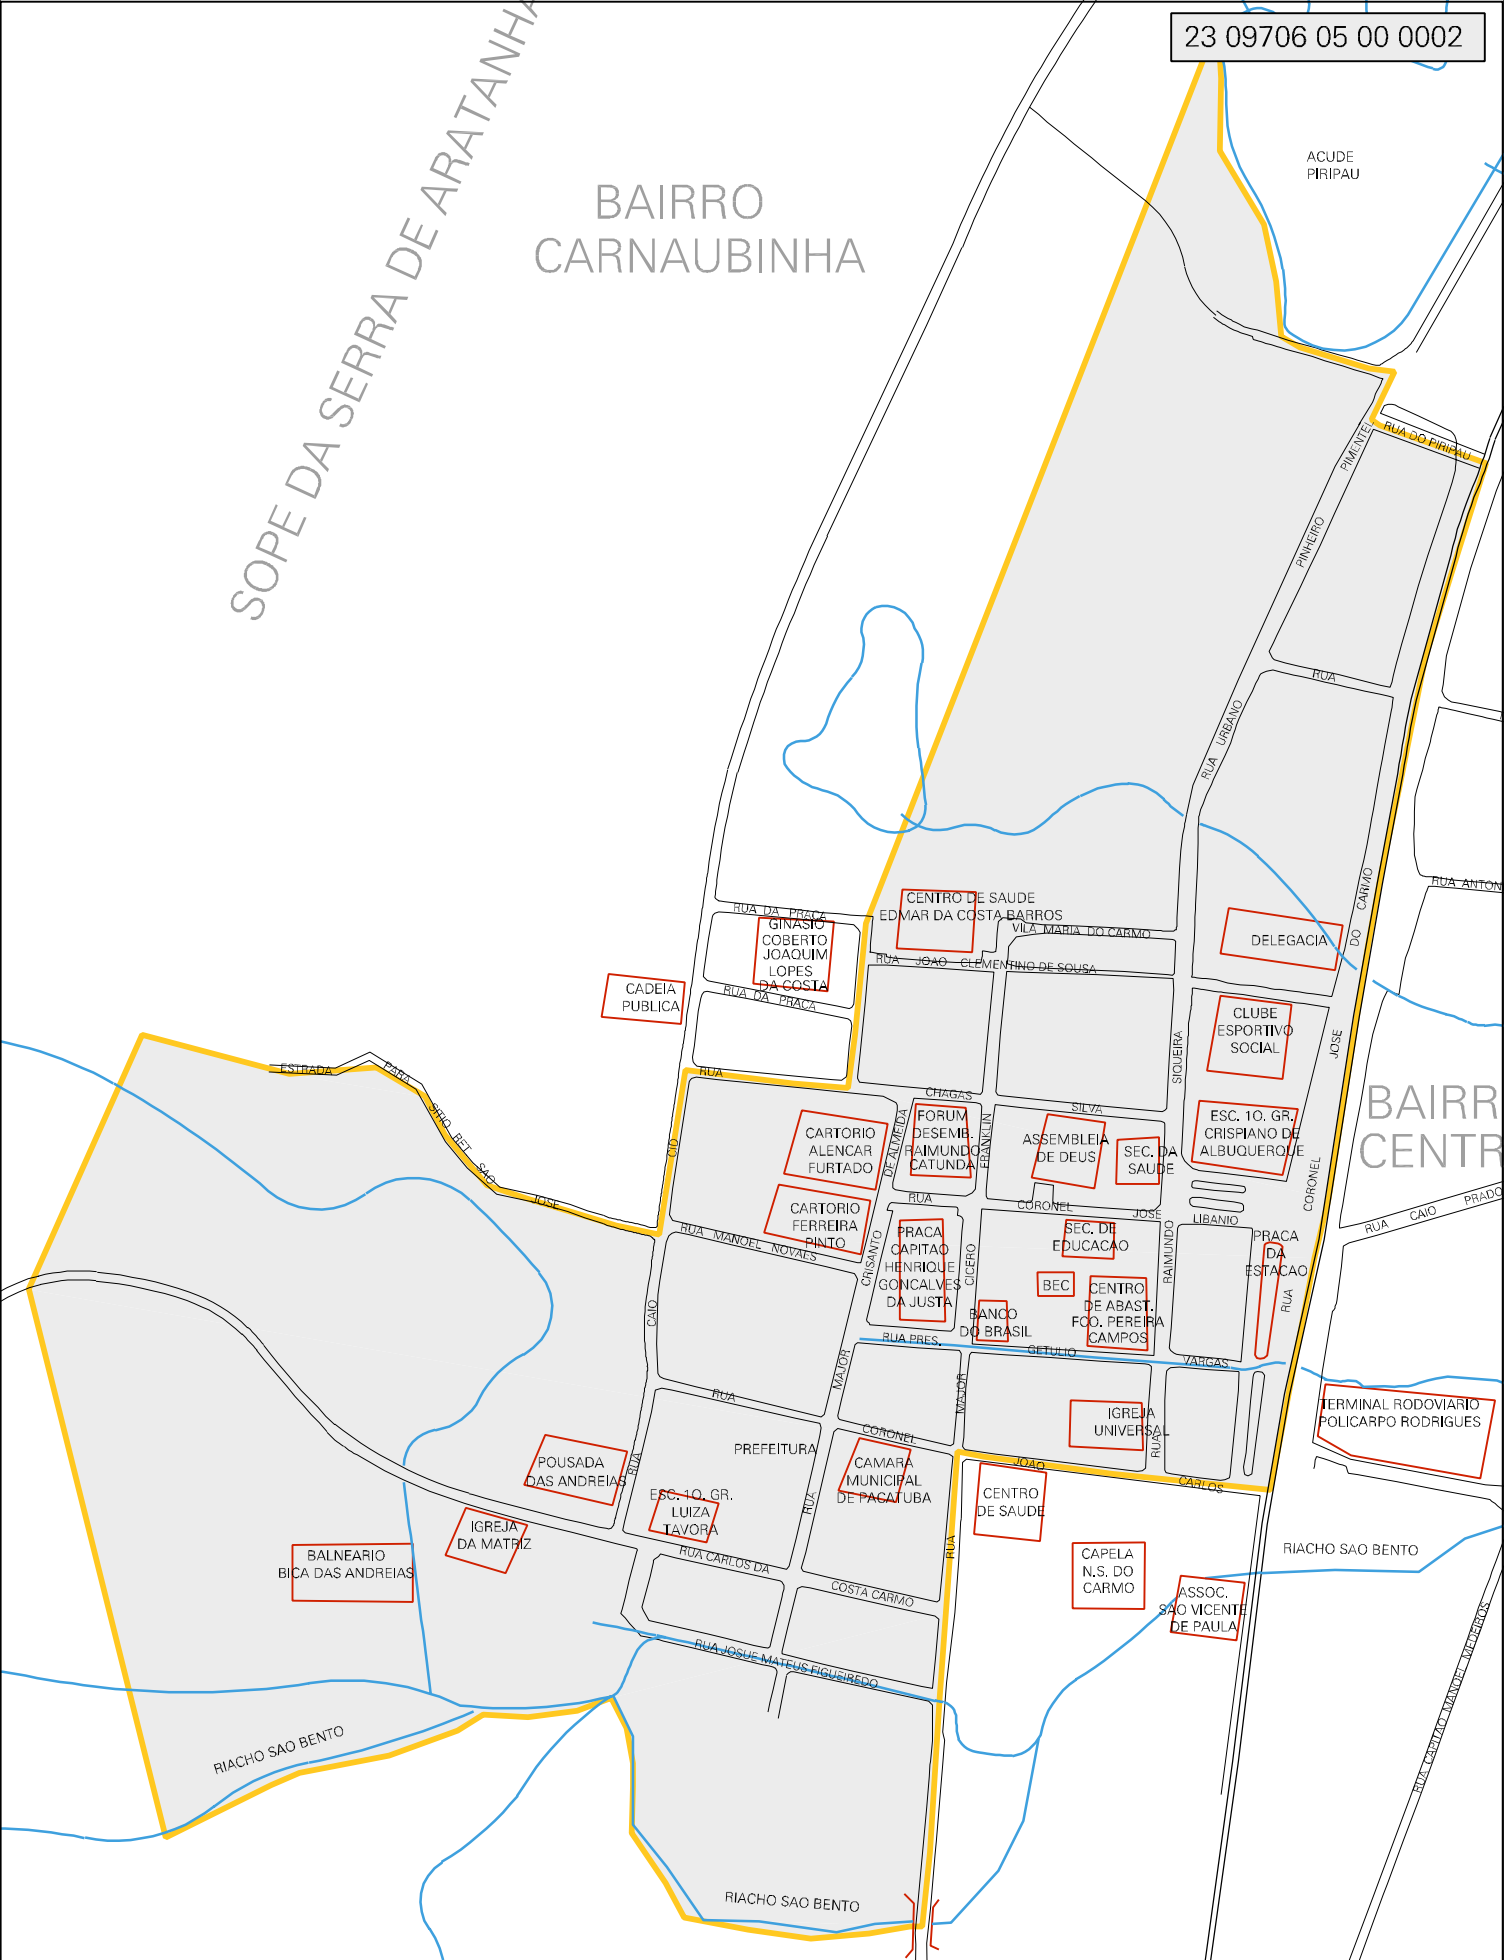 23 09706 05 00 0002
ACUDE
PIRIPAU
SOPE DA SERRA DE ARATANHA
BAIRRO
CARNAUBINHA
RUA DO PIRIPAU
RUA URBANO PINHEIRO PIMENTEL
RUA
RUA ANTON
RUA DA PRACA
GINASIO
COBERTO
JOAQUIM
LOPES
DA COSTA
CENTRO DE SAUDE
EDMAR DA COSTA BARROS
VILA MARIA DO CARMO
RUA JOAO CLEMENTINO DE SOUSA
DELEGACIA
CADEIA
PUBLICA
RUA DA PRACA
CLUBE
ESPORTIVO
SOCIAL
BAIRR
CENTR
ESTRADA PARA SITIO RET SAO JOSE
RUA CHAGAS SILVA
CARTORIO
ALENCAR
FURTADO
FORUM
DESEMB.
RAIMUNDO
CATUNDA
ASSEMBLEIA
DE DEUS
SEC. DA
SAUDE
ESC. 1O. GR.
CRISPIANO DE
ALBUQUERQUE
CARTORIO
FERREIRA
PINTO
RUA CORONEL JOSE LIBANIO
RUA CAIO PRADO
RUA MANOEL NOVAES
PRACA
CAPITAO
HENRIQUE
GONCALVES
DA JUSTA
SEC. DE
EDUCACAO
BEC
CENTRO
DE ABAST.
FCO. PEREIRA
CAMPOS
BANCO
DO BRASIL
PRACA
DA
ESTACAO
RUA CORONEL JOSE DO CARMO
RUA RAIMUNDO SIQUEIRA
RUA MAJOR CICERO FRANKLIN
RUA MAJOR CRISANTO DE ALMEIDA
RUA CAIO CID
RUA PRES. GETULIO VARGAS
TERMINAL RODOVIARIO
POLICARPO RODRIGUES
RUA CORONEL JOAO CARLOS
IGREJA
UNIVERSAL
PREFEITURA
POUSADA
DAS ANDREIAS
CAMARA
MUNICIPAL
DE PACATUBA
CENTRO
DE SAUDE
ESC. 1O. GR.
LUIZA
TAVORA
IGREJA
DA MATRIZ
BALNEARIO
BICA DAS ANDREIAS
RUA CARLOS DA COSTA CARMO
CAPELA
N.S. DO
CARMO
RIACHO SAO BENTO
ASSOC.
SAO VICENTE
DE PAULA
RUA JOSUE MATEUS FIGUEIREDO
RUA CAPITAO MANOEL MEDEIROS
RIACHO SAO BENTO
RIACHO SAO BENTO